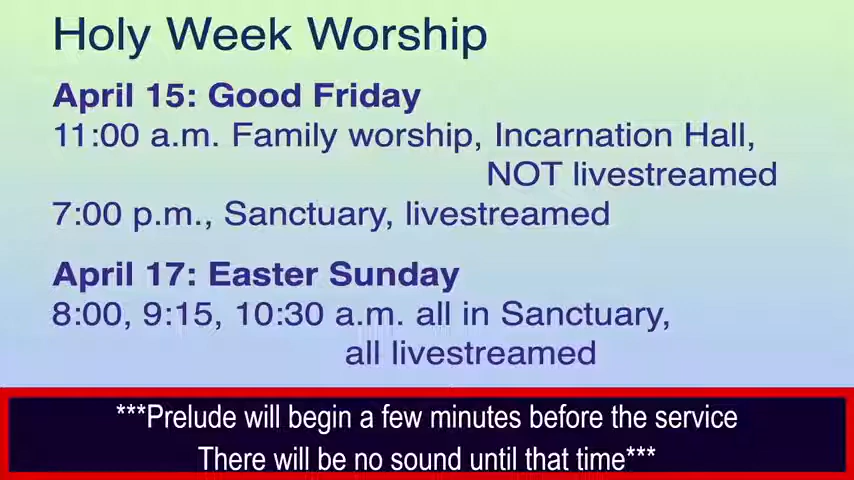 Holy Week Worship
April 15: Good Friday
11:00 a.m. Family worship, Incarnation Hall,
NOT livestreamed
7:00 p.m., Sanctuary, livestreamed
April 17: Easter Sunday
8:00, 9:15, 10:30 a.m. all in Sanctuary,
all livestreamed
***Prelude will begin a few minutes before the service
There will be no sound until that time***